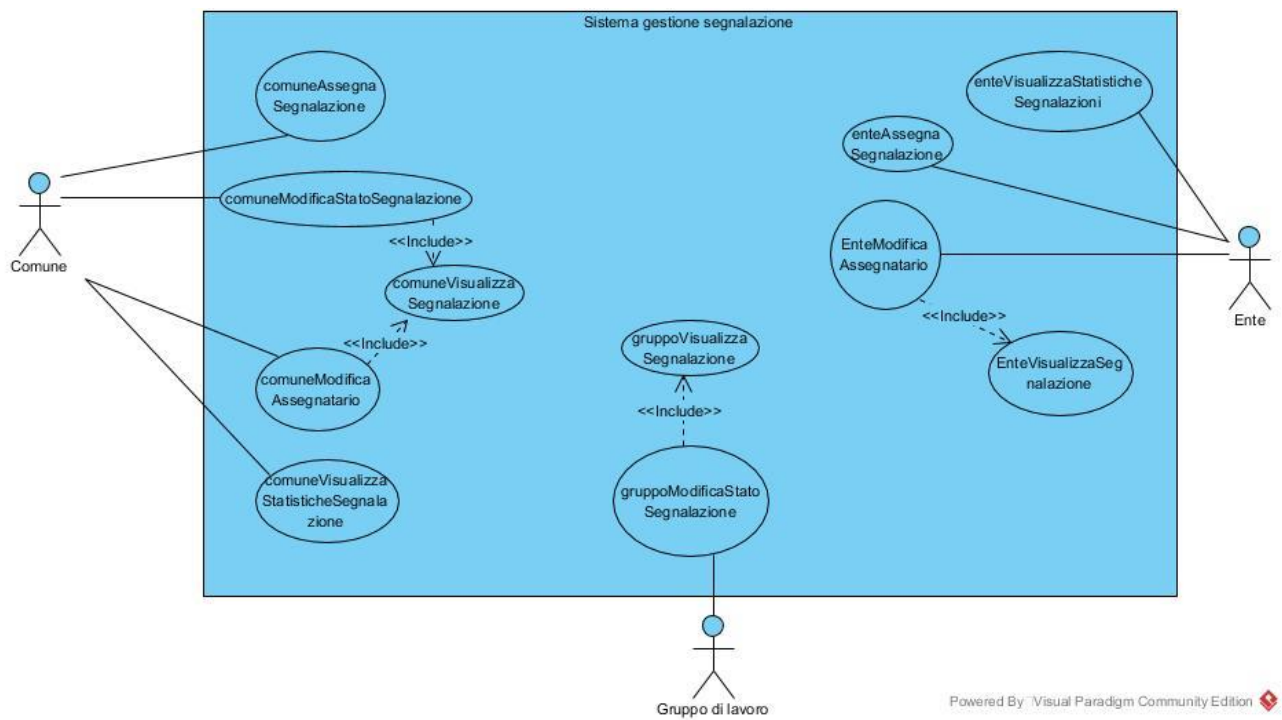 Sistema gestione segnalazione
comuneAssegna
Segnalazione
enteVisualizzaStatistiche
Segnalazioni
enteAssegna
Segnalazione
comuneModificaStatoSegnalazione
<<Include>>
comuneVisualizza
Segnalazione
EnteModifica
Assegnatario
Comune
Ente
<<Include>>
<<Include>>
gruppoVisualizza
Segnalazione
EnteVisualizzaSeg
nalazione
comuneModifica
Assegnatario
<<Include>>
comuneVisualizza
StatisticheSegnala
zione
gruppoModificaStato
Segnalazione
Gruppo di lavoro
Powered By Visual Paradigm Community Edition